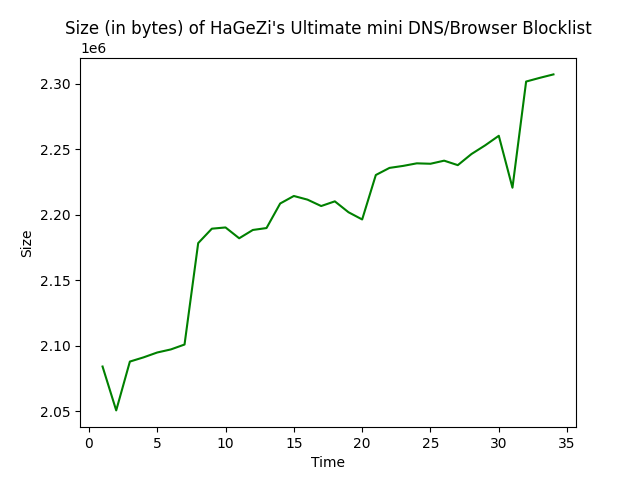 Size (in bytes) of HaGeZi's Ultimate mini DNS/Browser Blocklist
1e6
2.30
2.25
2.20
2.15
2.10
2.05
Size
0 5 10 15 20 25 30 35
Time